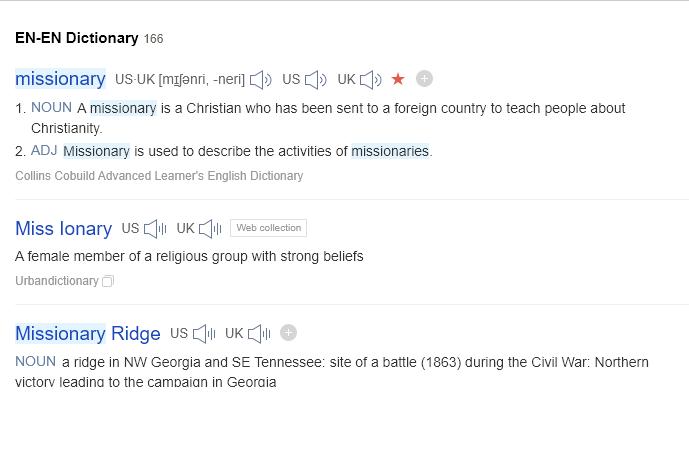 EN-EN Dictionary 166
missionary US·UK [mɪʃənri, -neri] US UK
1. NOUN A missionary is a Christian who has been sent to a foreign country to teach people about
Christianity.
2. ADJ Missionary is used to describe the activities of missionaries.
Collins Cobuild Advanced Learner's English Dictionary
Miss Ionary US UK Web collection
A female member of a religious group with strong beliefs
Urbandictionary
Missionary Ridge US UK
NOUN a ridge in NW Georgia and SE Tennessee: site of a battle (1863) during the Civil War: Northern
victory leading to the campaign in Georgia